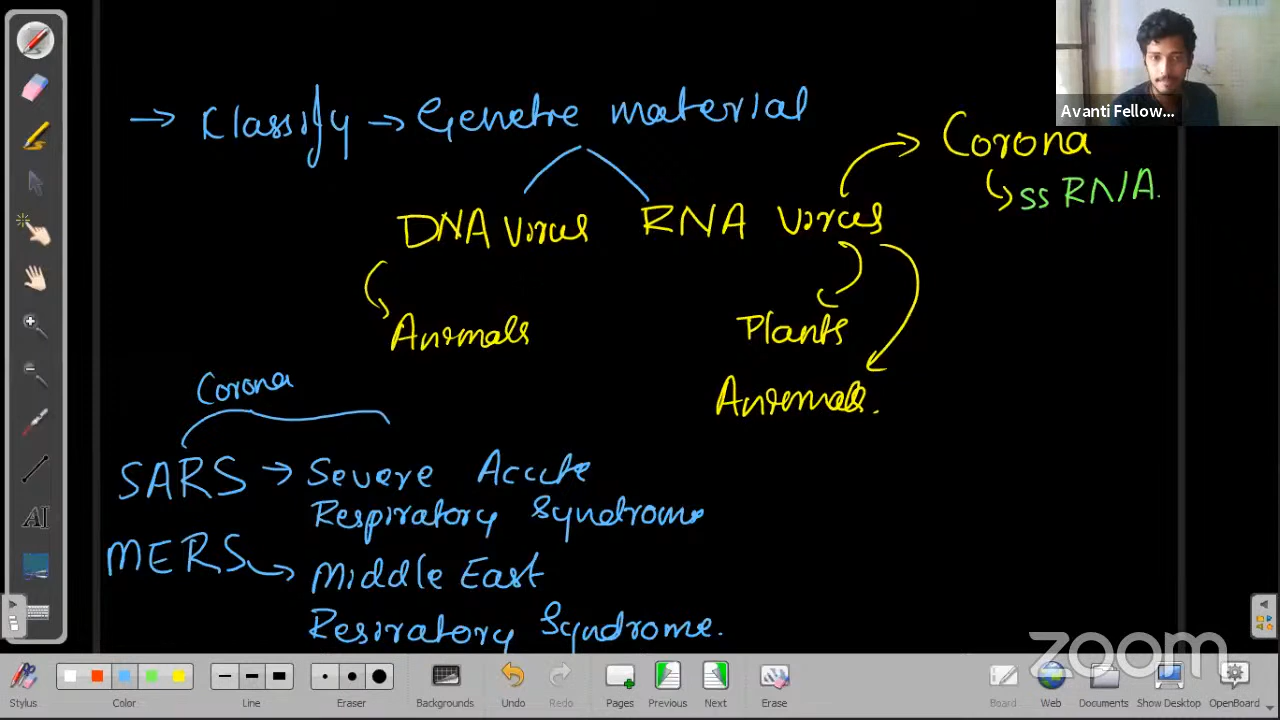 Avanti Fellow...
→ Classify → Genetic material
Corona
ss RNA.
DNA Virus RNA virus
Animals
Plants
Animals.
Corona
SARS → Severe Accute
Respiratory Syndrome
MERS → Middle East
Resiratory Syndrome.
zoom
Stylus
Color
Line
Eraser
Backgrounds
Undo
Redo
Pages
Previous
Next
Erase
Board
Web
Documents
Show Desktop
OpenBoard